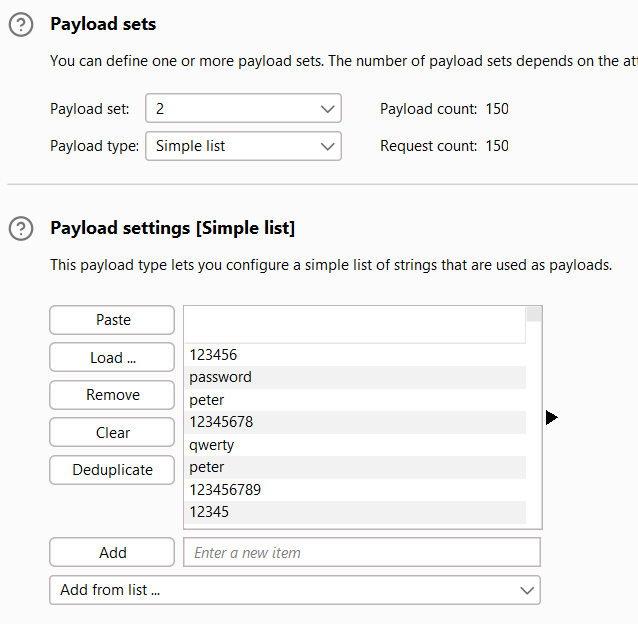 Payload sets
You can define one or more payload sets. The number of payload sets depends on the
Payload set: 2 Payload count: 150
Payload type: Simple list Request count: 150
Payload settings [Simple list]
This payload type lets you configure a simple list of strings that are used as payloads.
Paste
Load ...
Remove
Clear
Deduplicate
123456
password
peter
12345678
qwerty
peter
123456789
12345
Add
Enter a new item
Add from list ...